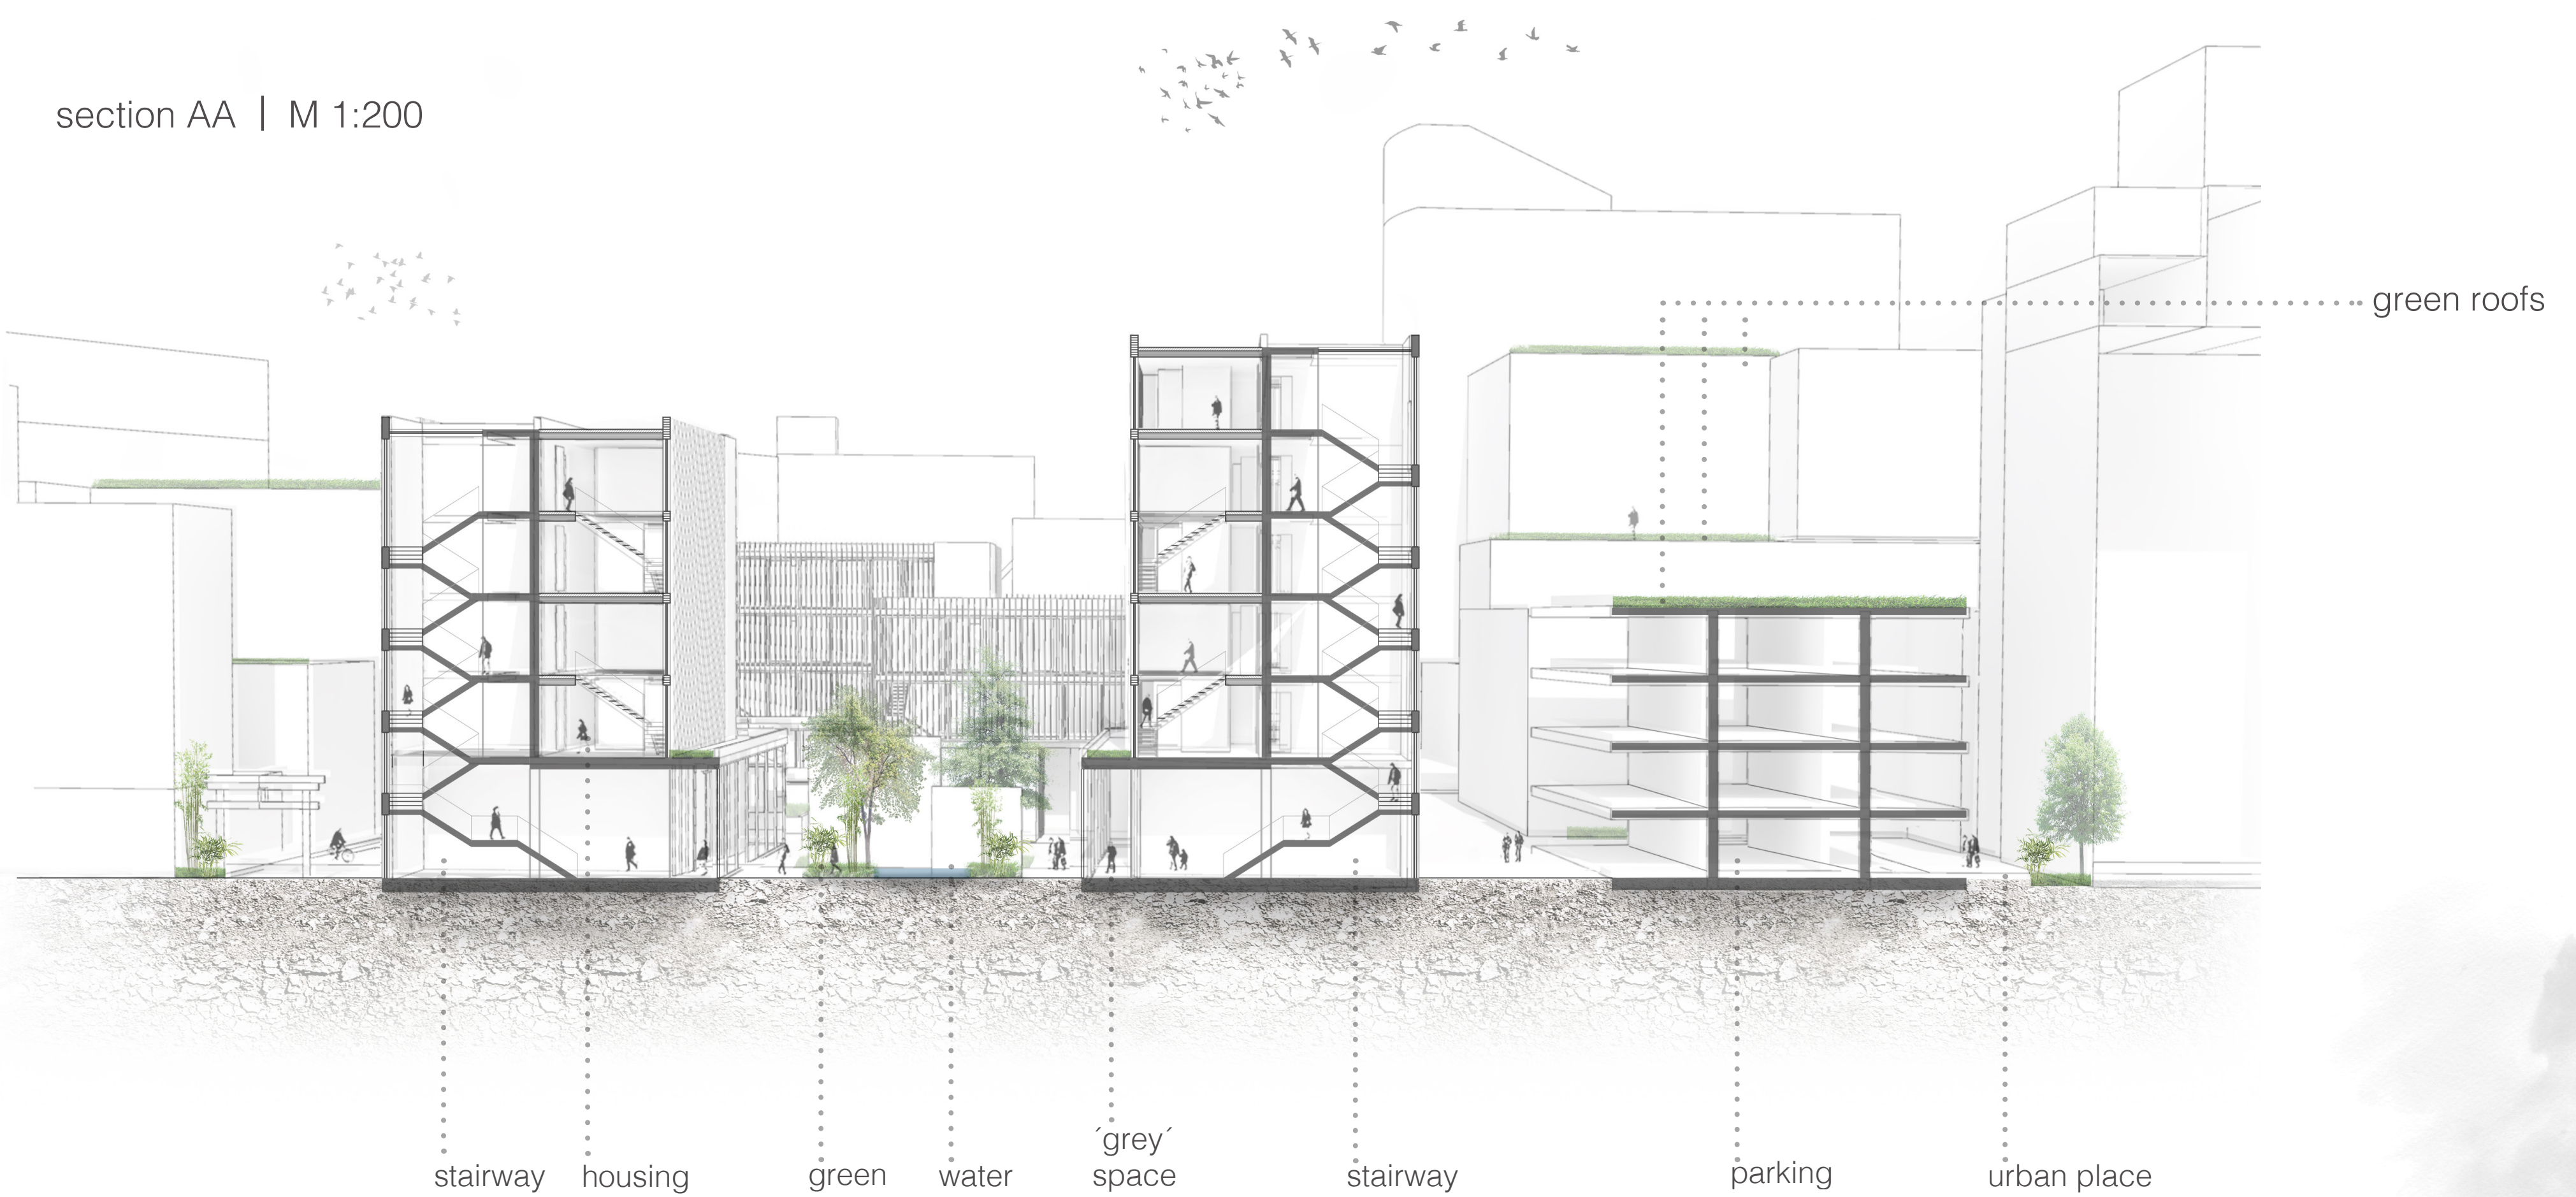 section AA | M 1:200
green roofs
stairway
housing
green
water
´grey´
space
stairway
parking
urban place